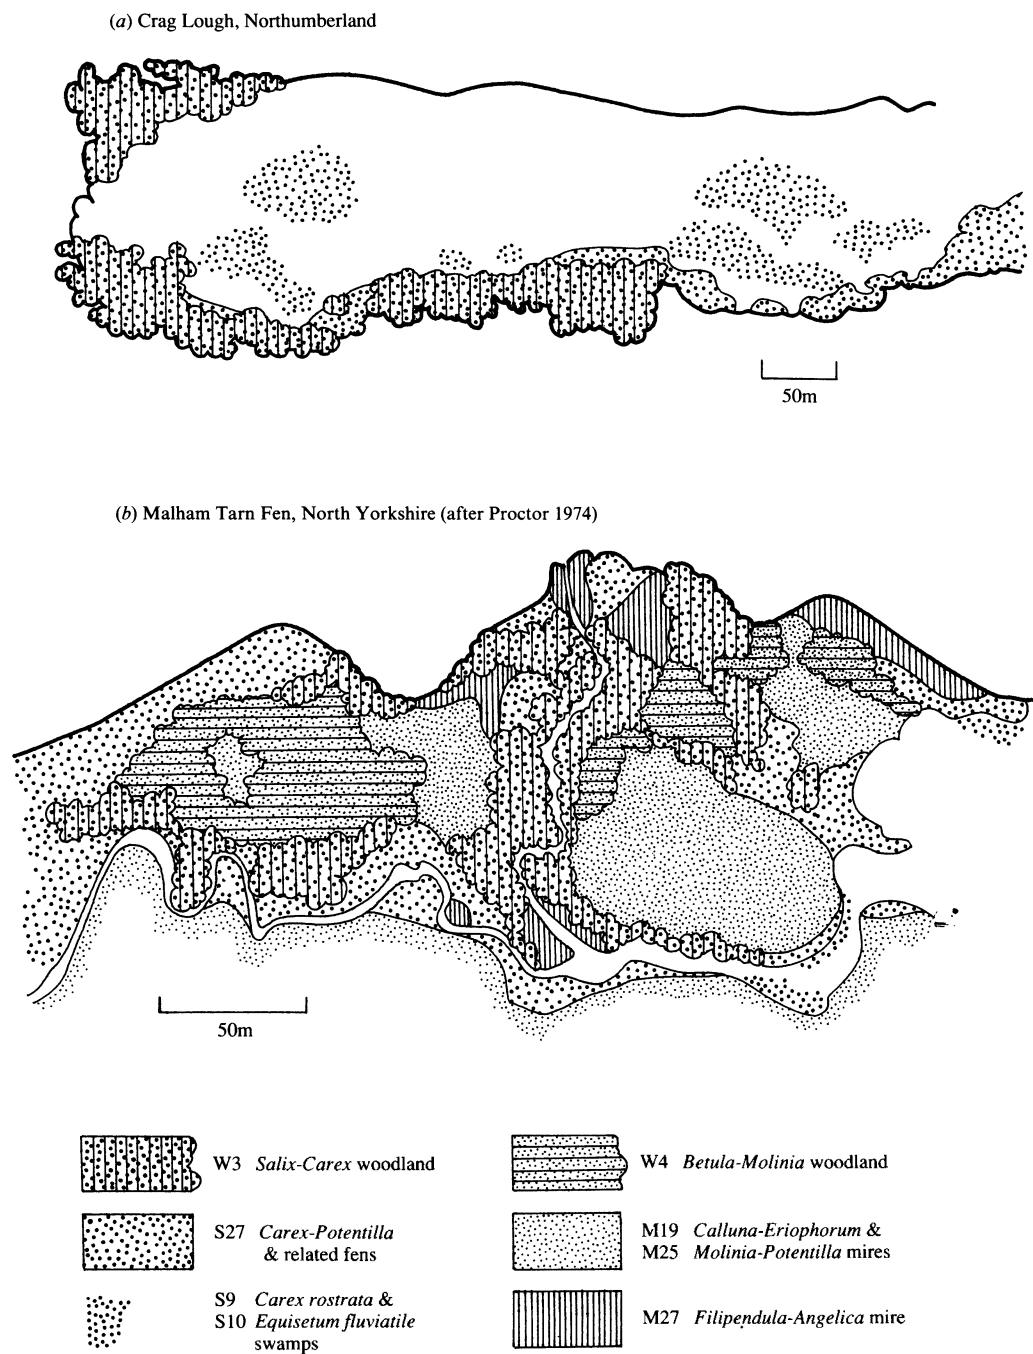 (a) Crag Lough, Northumberland
50m
(b) Malham Tarn Fen, North Yorkshire (after Proctor 1974)
50m
W3 Salix-Carex woodland
W4 Betula-Molinia woodland
S27 Carex-Potentilla
& related fens
M19 Calluna-Eriophorum &
M25 Molinia-Potentilla mires
S9 Carex rostrata &
S10 Equisetum fluviatile
swamps
M27 Filipendula-Angelica mire